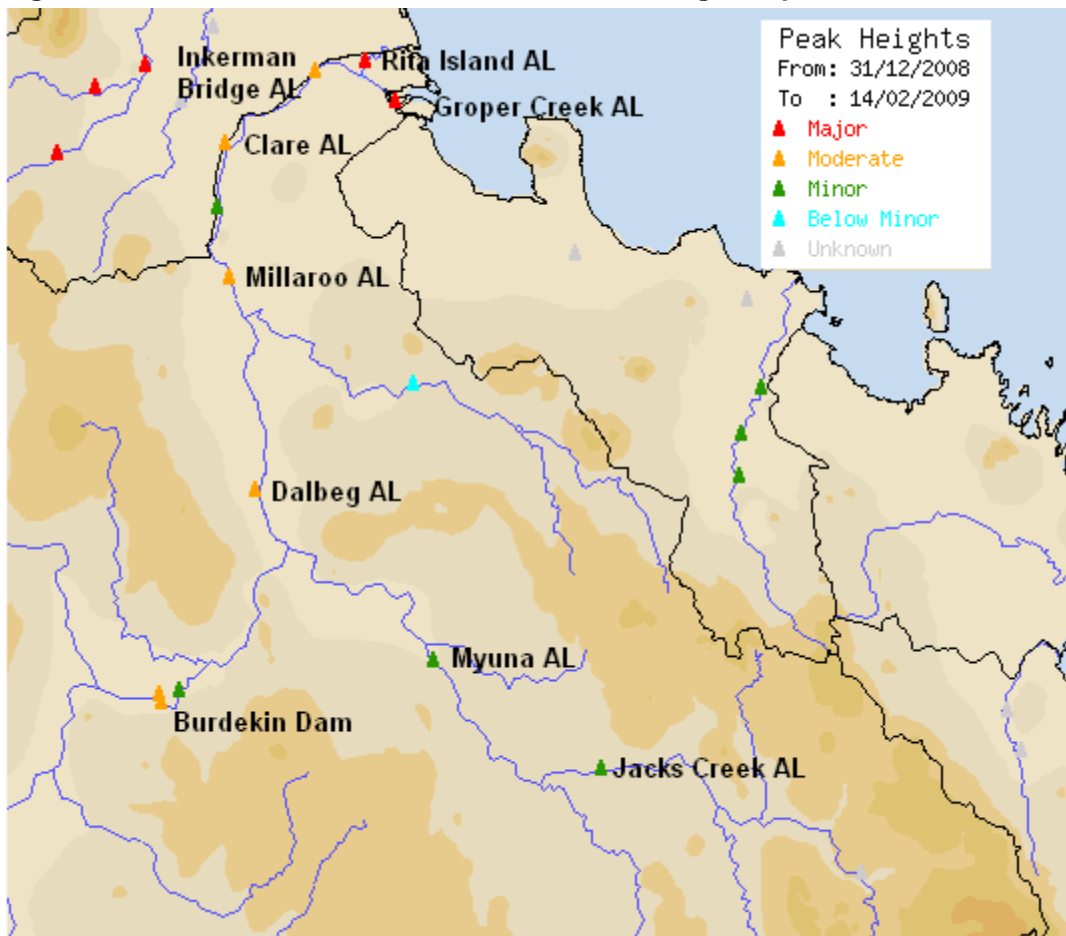 Inkerman
Bridge AL
Rita Island AL
Groper Creek AL
Clare AL
Millaroo AL
Dalbeg AL
Myuna AL
Burdekin Dam
Jacks Creek AL
Peak Heights
From: 31/12/2008
To  : 14/02/2009
Major
Moderate
Minor
Below Minor
Unknown